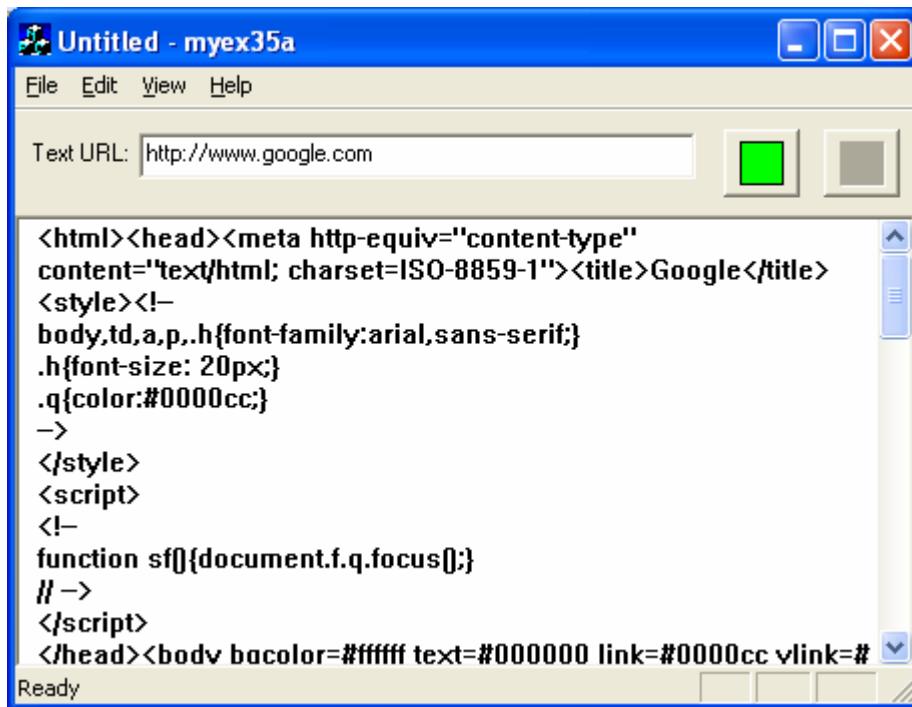 Untitled - myex35a
File Edit View Help
Text URL: http://www.google.com
<html><head><meta http-equiv="content-type"
content="text/html; charset=ISO-8859-1"><title>Google</title>
<style><!--
body,td,a,p,.h{font-family:arial,sans-serif;}
.h{font-size: 20px;}
.q{color:#0000cc;}
-->
</style>
<script>
<!--
function sf(){document.f.q.focus();}
// -->
</script>
</head><body bgcolor=#ffffff text=#000000 link=#0000cc vlink=#
Ready